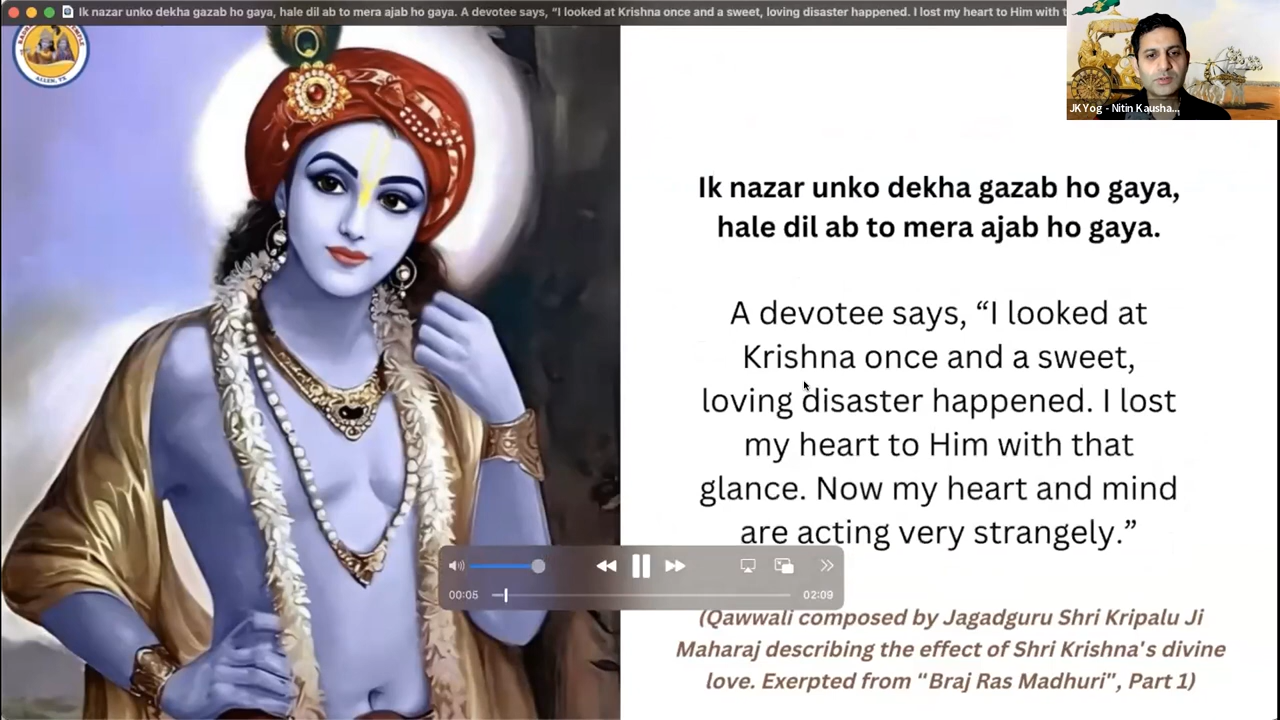 Ik nazar unko dekha gazab ho gaya, hale dil ab to mera ajab ho gaya. A devotee says, “I looked at Krishna once and a sweet, loving disaster happened. I lost my heart to Him with
JKYog - Nitin Kausha...
ALLEN, TX
Ik nazar unko dekha gazab ho gaya,
hale dil ab to mera ajab ho gaya.
A devotee says, “I looked at
Krishna once and a sweet,
loving disaster happened. I lost
my heart to Him with that
glance. Now my heart and mind
are acting very strangely.”
00:05
02:09
(Qawwali composed by Jagadguru Shri Kripalu Ji
Maharaj describing the effect of Shri Krishna's divine
love. Exerpted from "Braj Ras Madhuri", Part 1)